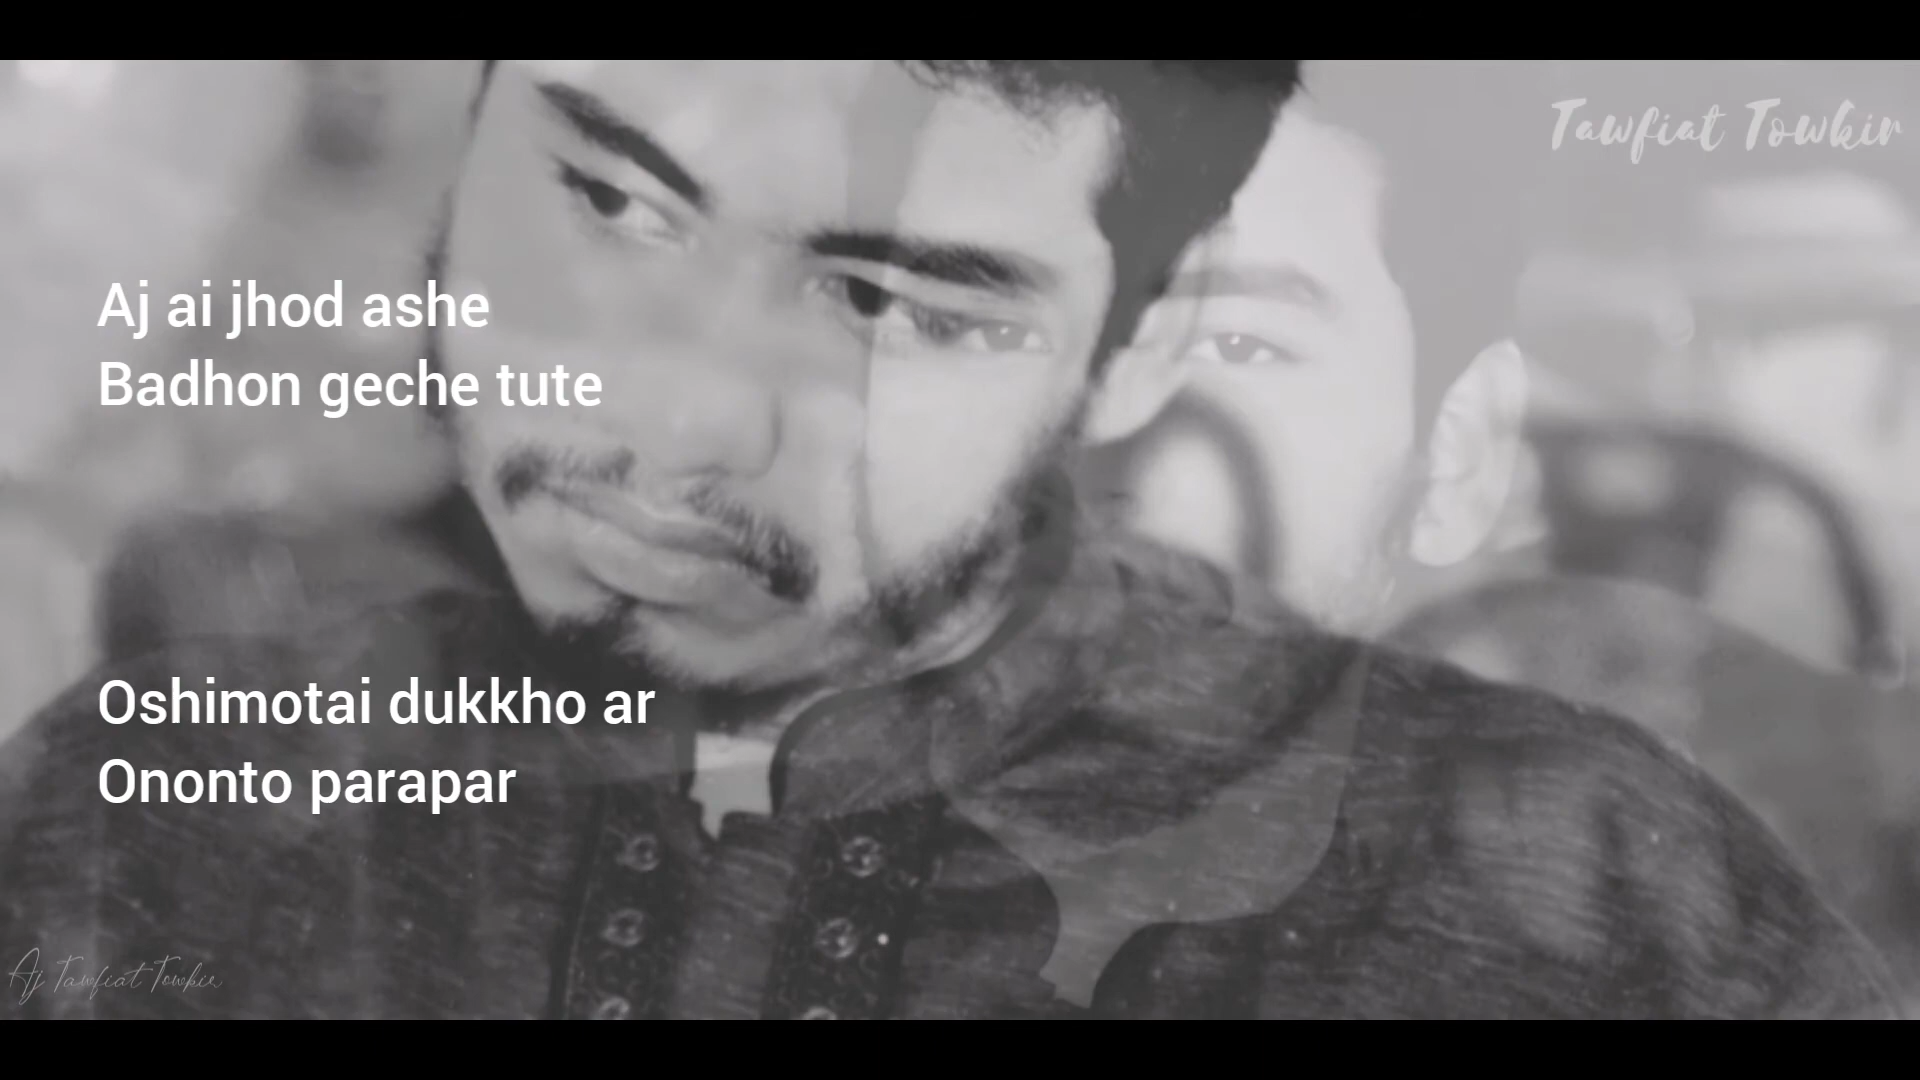 Tawfiat Towkir
Aj ai jhod ashe
Badhon geche tute
Oshimotai dukkho ar
Ononto parapar
Aj Tawfiat Towkir